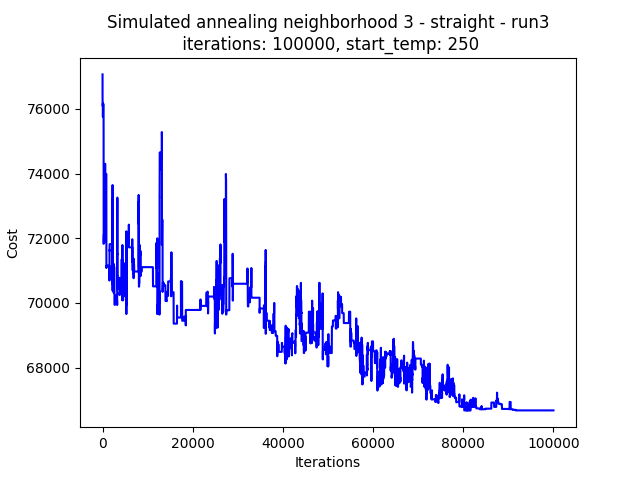 Simulated annealing neighborhood 3 - straight - run3
iterations: 100000, start_temp: 250
76000
74000
72000
70000
68000
Cost
0
20000
40000
60000
80000
100000
Iterations